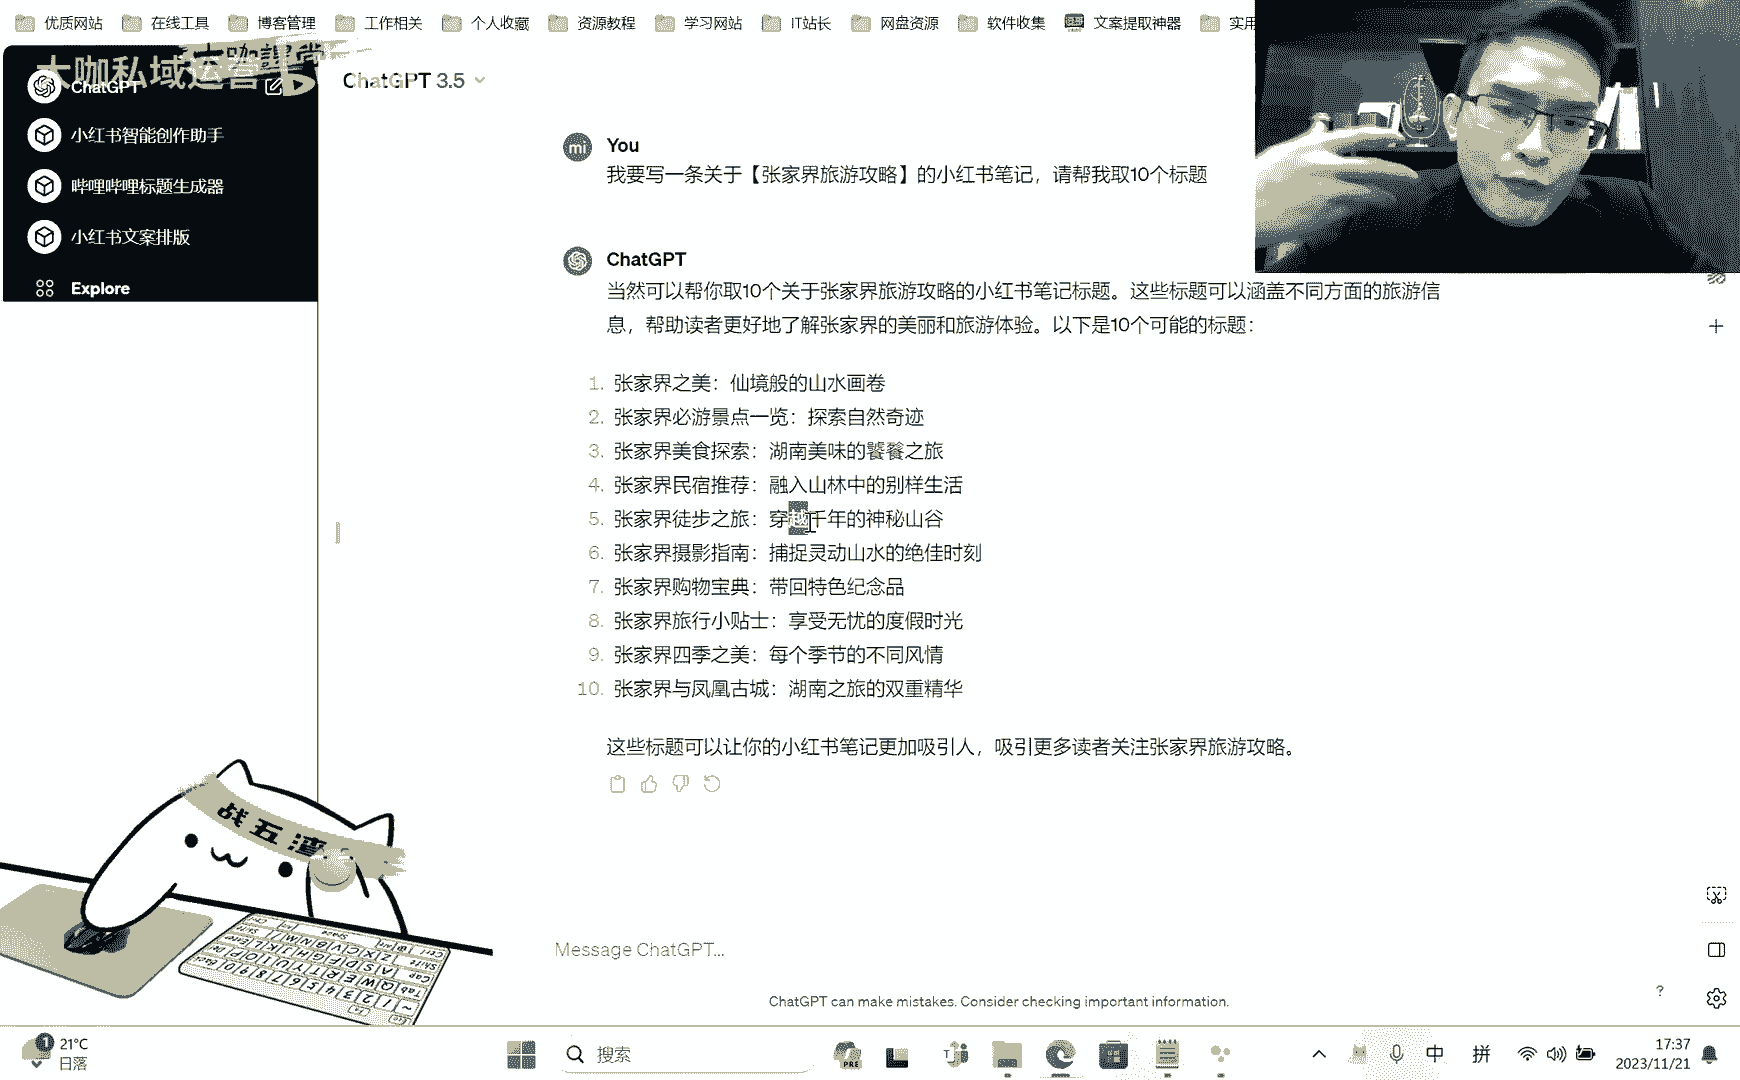 优质网站
在线工具
博客管理
工作相关
个人收藏
资源教程
学习网站
IT站长
网盘资源
软件收集
文案提取神器
实用
大咖课堂
大咖私域运营
ChatGPT
小红书智能创作助手
哔哩哔哩标题生成器
小红书文案排版
Explore
ChatGPT 3.5
mi
You
我要写一条关于【张家界旅游攻略】的小红书笔记，请帮我取10个标题
ChatGPT
当然可以帮你取10个关于张家界旅游攻略的小红书笔记标题。这些标题可以涵盖不同方面的旅游信
息，帮助读者更好地了解张家界的美丽和旅游体验。以下是10个可能的标题：
1. 张家界之美：仙境般的山水画卷
2. 张家界必游景点一览：探索自然奇迹
3. 张家界美食探索：湖南美味的饕餮之旅
4. 张家界民宿推荐：融入山林中的别样生活
5. 张家界徒步之旅：穿越千年的神秘山谷
6. 张家界摄影指南：捕捉灵动山水的绝佳时刻
7. 张家界购物宝典：带回特色纪念品
8. 张家界旅行小贴士：享受无忧的度假时光
9. 张家界四季之美：每个季节的不同风情
10. 张家界与凤凰古城：湖南之旅的双重精华
这些标题可以让你的小红书笔记更加吸引人，吸引更多读者关注张家界旅游攻略。
战五渣
Message ChatGPT...
ChatGPT can make mistakes. Consider checking important information.
?
1
21°C
日落
搜索
PRE
中
拼
17:37
2023/11/21